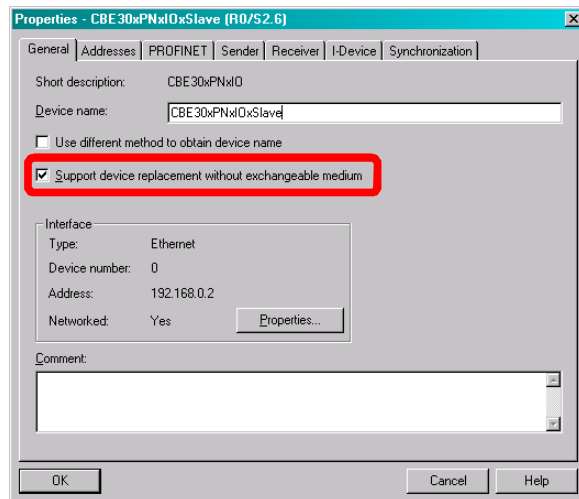 Properties - CBE30xPNxIOxSlave (R0/S2.6)
General Addresses PROFINET Sender Receiver I-Device Synchronization
Short description: CBE30xPNxIO
Device name: CBE30xPNxIOxSlave
Use different method to obtain device name
Support device replacement without exchangeable medium
Interface
Type: Ethernet
Device number: 0
Address: 192.168.0.2
Networked: Yes Properties...
Comment:
OK Cancel Help